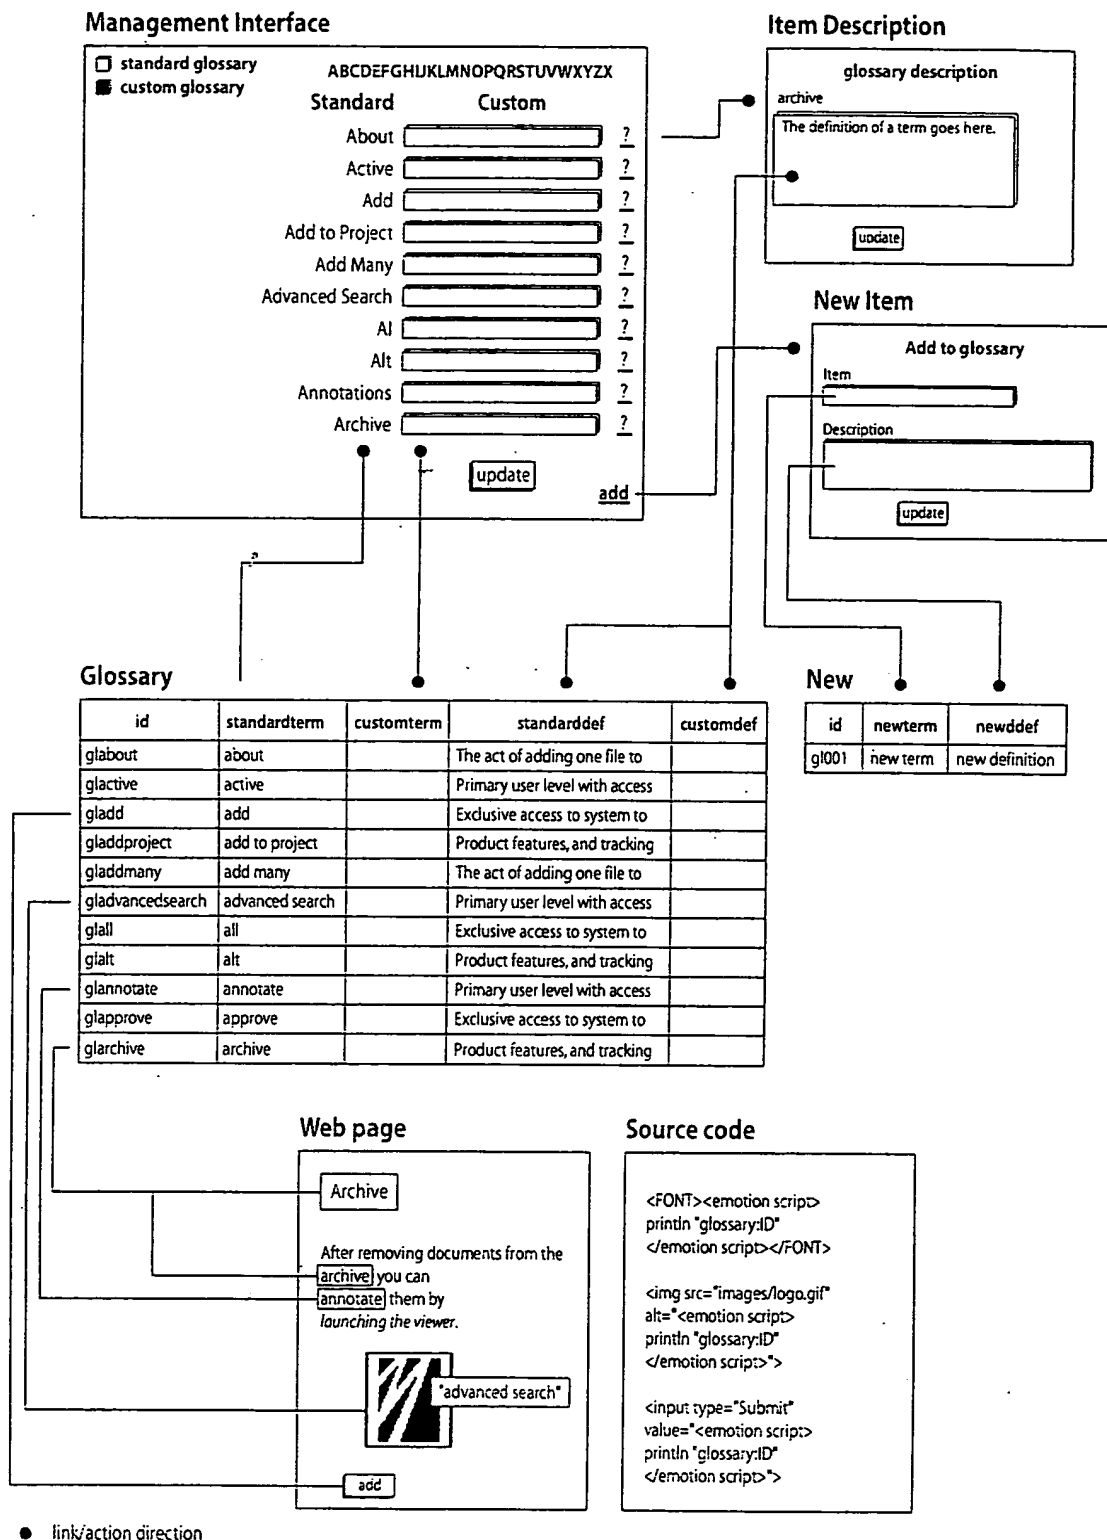 Management Interface
standard glossary
custom glossary
ABCDEFGHIJKLMNOPQRSTUVWXYZX
Standard Custom
About ?
Active ?
Add ?
Add to Project ?
Add Many ?
Advanced Search ?
Al ?
Alt ?
Annotations ?
Archive ?
update
add
Item Description
glossary description
archive
The definition of a term goes here.
update
New Item
Add to glossary
Item
Description
update
Glossary
id standardterm customterm standarddef customdef
glabout about The act of adding one file to
glactive active Primary user level with access
gladd add Exclusive access to system to
gladdproject add to project Product features, and tracking
gladdmany add many The act of adding one file to
gladvancedsearch advanced search Primary user level with access
glall all Exclusive access to system to
glalt alt Product features, and tracking
glannotate annotate Primary user level with access
glapprove approve Exclusive access to system to
glarchive archive Product features, and tracking
New
id newterm newddef
gl001 new term new definition
Web page
Archive
After removing documents from the
archive you can
annotate them by
launching the viewer.
"advanced search"
add
Source code
<FONT><emotion script>
println "glossary:ID"
</emotion script></FONT>
<img src="images/logo.gif"
alt="<emotion script>
println "glossary:ID"
</emotion script>">
<input type="Submit"
value="<emotion script>
println "glossary:ID"
</emotion script>">
link/action direction